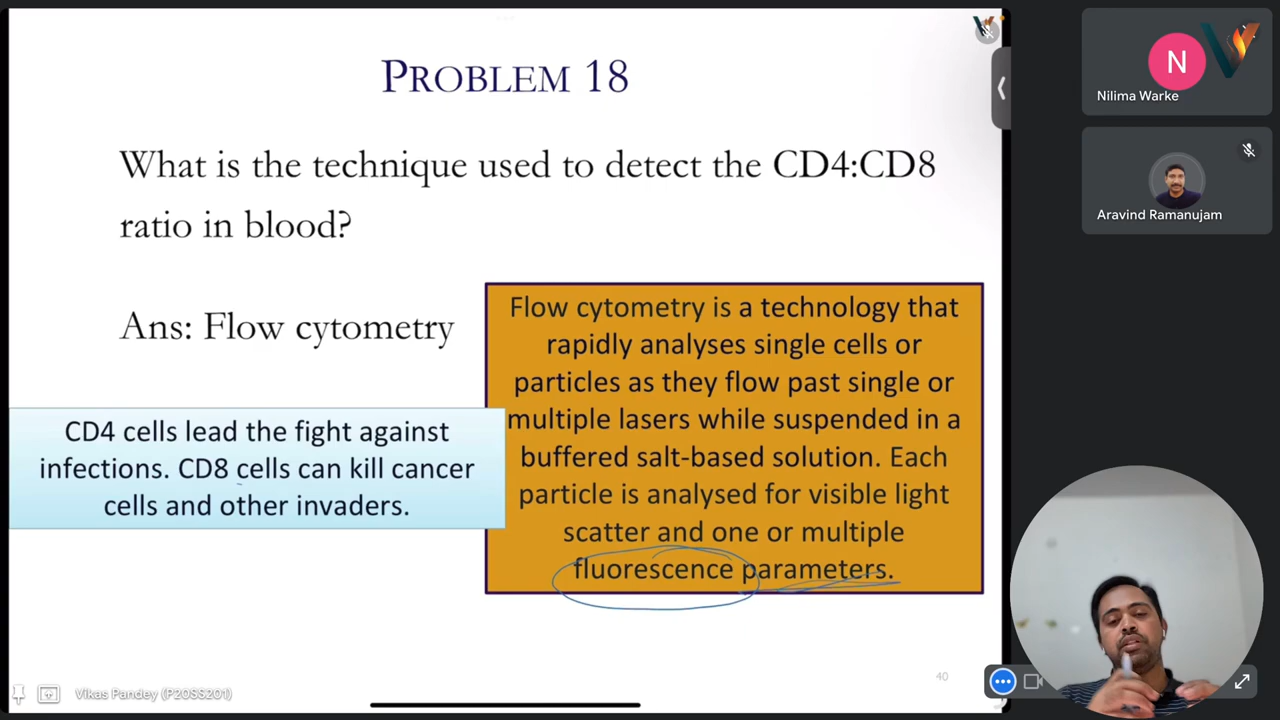 PROBLEM 18
What is the technique used to detect the CD4:CD8
ratio in blood?
Ans: Flow cytometry
CD4 cells lead the fight against
infections. CD8 cells can kill cancer
cells and other invaders.
Flow cytometry is a technology that
rapidly analyses single cells or
particles as they flow past single or
multiple lasers while suspended in a
buffered salt-based solution. Each
particle is analysed for visible light
scatter and one or multiple
fluorescence parameters.
40
Vikas Pandey (P20SS201)
N
Nilima Warke
Aravind Ramanujam